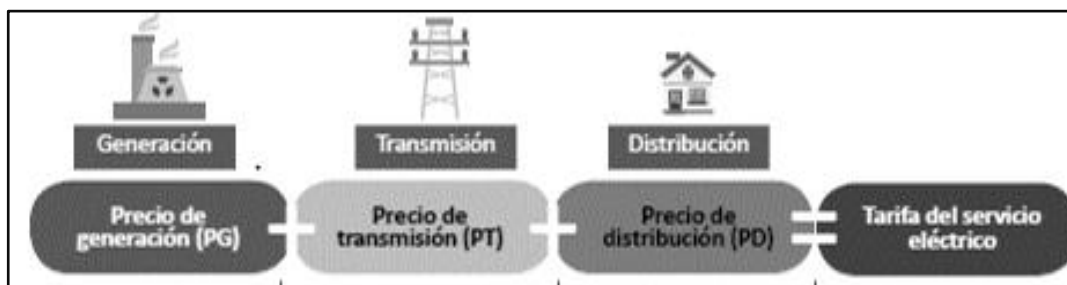 Generación
Transmisión
Distribución
Precio de
generación (PG)
Precio de
transmisión (PT)
Precio de
distribución (PD)
Tarifa del servicio
eléctrico